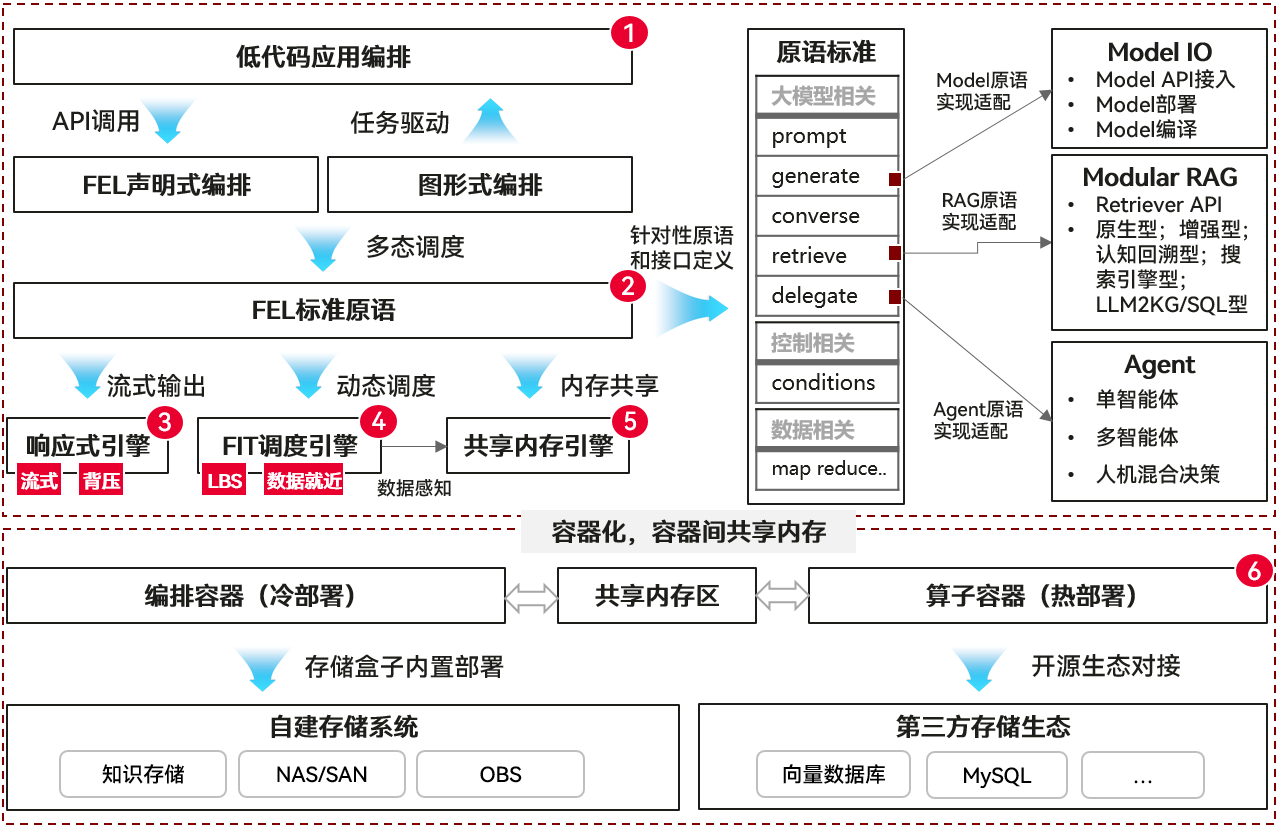 1
低代码应用编排
API调用
任务驱动
FEL声明式编排
图形式编排
多态调度
针对性原语
和接口定义
2
FEL标准原语
流式输出
动态调度
内存共享
3
响应式引擎
流式
背压
4
FIT调度引擎
LBS
数据就近
数据感知
5
共享内存引擎
原语标准
大模型相关
prompt
generate
converse
retrieve
delegate
控制相关
conditions
数据相关
map reduce..
Model原语
实现适配
RAG原语
实现适配
Agent原语
实现适配
Model IO
• Model API接入
• Model部署
• Model编译
Modular RAG
• Retriever API
• 原生型；增强型；
认知回溯型；搜
索引擎型；
LLM2KG/SQL型
Agent
• 单智能体
• 多智能体
• 人机混合决策
容器化，容器间共享内存
编排容器（冷部署）
共享内存区
6
算子容器（热部署）
存储盒子内置部署
开源生态对接
自建存储系统
知识存储
NAS/SAN
OBS
第三方存储生态
向量数据库
MySQL
...